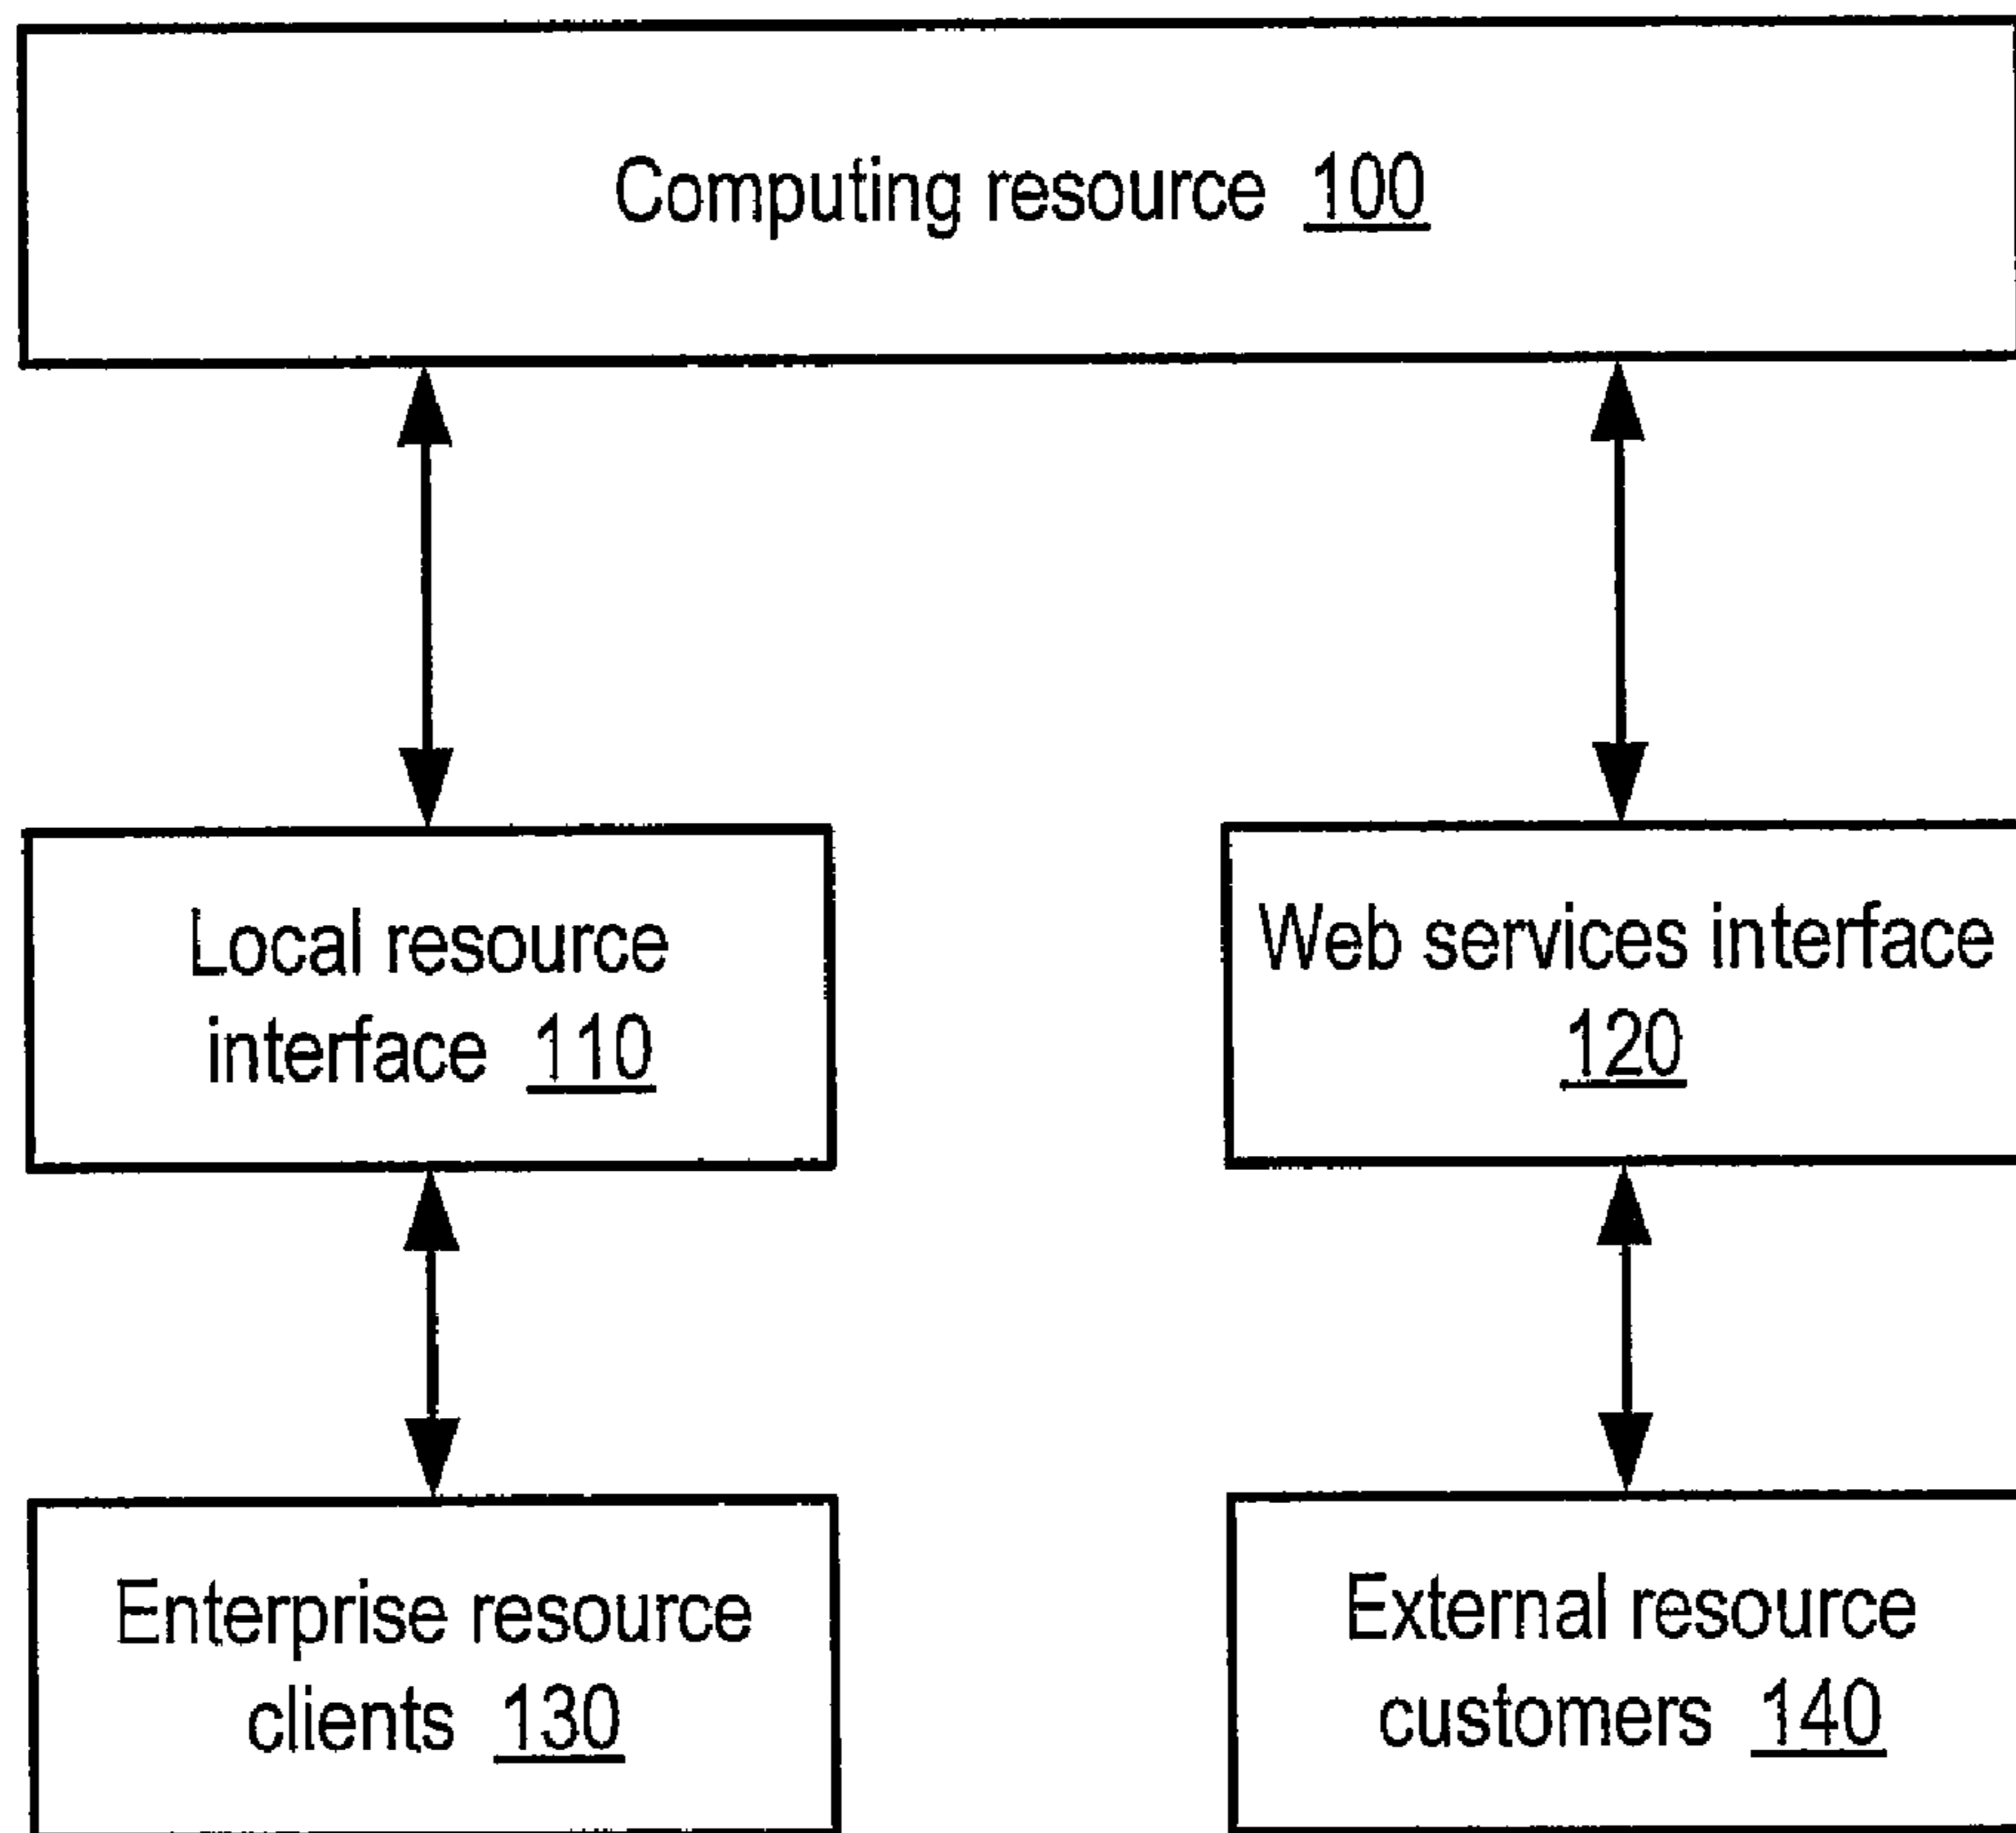 Computing resource 100
Local resource
interface 110
Web services interface
120
Enterprise resource
clients 130
External resource
customers 140